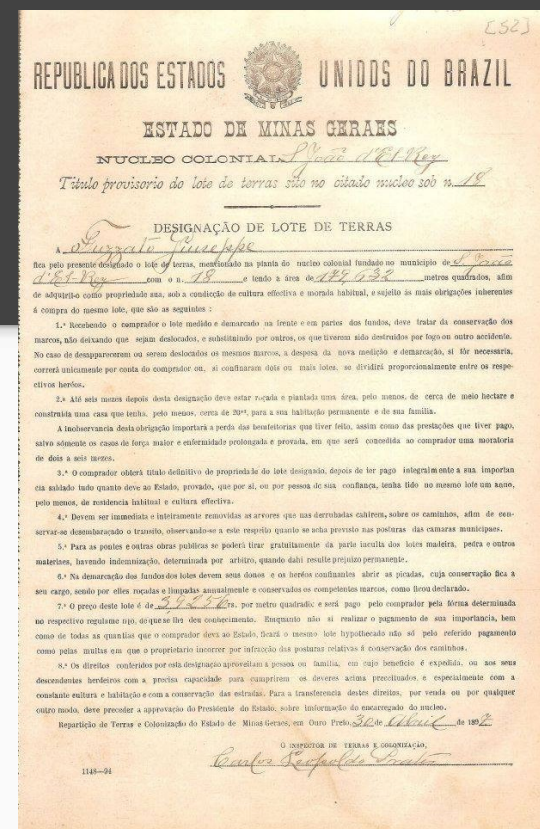 [52]
REPUBLICA DOS ESTADOS UNIDOS DO BRAZIL
ESTADO DE MINAS GERAES
NUCLEO COLONIAL S. João d'El-Rey
Titulo provisorio do lote de terras sito no citado nucleo sob n. 18
DESIGNAÇÃO DE LOTE DE TERRAS
A Fuzzato Giuseppe
fica pelo presente designado o lote de terras, mencionado na planta do nucleo colonial fundado no municipio de S. João
d'El-Rey com o n. 18 e tendo a área de 177,632 metros quadrados, afim
de adquiril-o como propriedade sua, sob a condicção de cultura effectiva e morada habitual, e sujeito ás mais obrigações inherentes
á compra do mesmo lote, que são as seguintes :
1.ª Recebendo o comprador o lote medido e demarcado na frente e em partes dos fundos, deve tratar da conservação dos
marcos, não deixando que sejam deslocados, e substituindo por outros, os que tiverem sido destruidos por fogo ou outro accidente.
No caso de desapparecerem ou serem deslocados os mesmos marcos, a despesa da nova medição e demarcação, si fôr necessaria,
correrá unicamente por conta do comprador ou, si confinarem dois ou mais lotes, se dividirá proporcionalmente entre os respe-
ctivos heréos.
2.ª Até seis mezes depois desta designação deve estar roçada e plantada uma área, pelo menos, de cerca de meio hectare e
construida uma casa que tenha, pelo menos, cerca de 20m², para a sua habitação permanente e de sua familia.
A inobservancia desta obrigação importará a perda das bemfeitorias que tiver feito, assim como das prestações que tiver pago,
salvo sómente os casos de força maior e enfermidade prolongada e provada, em que será concedida ao comprador uma moratoria
de dois a seis mezes.
3.ª O comprador obterá titulo definitivo de propriedade do lote designado, depois de ter pago integralmente a sua importan
cia saldado tudo quanto deve ao Estado, provado, que por si, ou por pessoa de sua confiança, tenha tido no mesmo lote um anno,
pelo menos, de residencia habitual e cultura effectiva.
4.ª Devem ser immediata e inteiramente removidas as arvores que nas derrubadas cahirem, sobre os caminhos, afim de con-
servar-se desembaraçado o transito, observando-se a este respeito quanto se acha previsto nas posturas das camaras municipaes.
5.ª Para as pontes e outras obras publicas se poderá tirar gratuitamente da parte inculta dos lotes madeira, pedra e outros
materiaes, havendo indemnização, determinada por arbitro, quando dahi resulte prejuizo permanente.
6.ª Na demarcação dos fundos dos lotes devem seus donos e os heréos confinantes abrir as picadas, cuja conservação fica a
seu cargo, sendo por elles roçadas e limpadas annualmente e conservados os competentes marcos, como ficou declarado.
7.ª O preço deste lote é de rs. por metro quadrado; e será pago pelo comprador pela fórma determinada
no respectivo regulamento, do que se lhe deu conhecimento. Enquanto não si realizar o pagamento de sua importancia, bem
como de todas as quantias que o comprador deva ao Estado, ficará o mesmo lote hypothecado não só pelo referido pagamento
como pelas multas em que o proprietario incorrer por infracção das posturas relativas á conservação dos caminhos.
8.ª Os direitos conferidos por esta designação aproveitam a pessoa ou familia, em cujo beneficio é expedida, ou aos seus
descendentes herdeiros com a precisa capacidade para cumprirem os deveres acima preceituados e especialmente com a
constante cultura e habitação e com a conservação das estradas. Para a transferencia destes direitos, por venda ou por qualquer
outro modo, deve preceder a approvação do Presidente do Estado, sobre informação do encarregado do nucleo.
Repartição de Terras e Colonização do Estado de Minas Geraes, em Ouro Preto, 30 de Abril de 189
O INSPECTOR DE TERRAS E COLONIZAÇÃO,
Carlos Leopoldo Prates
1148—94